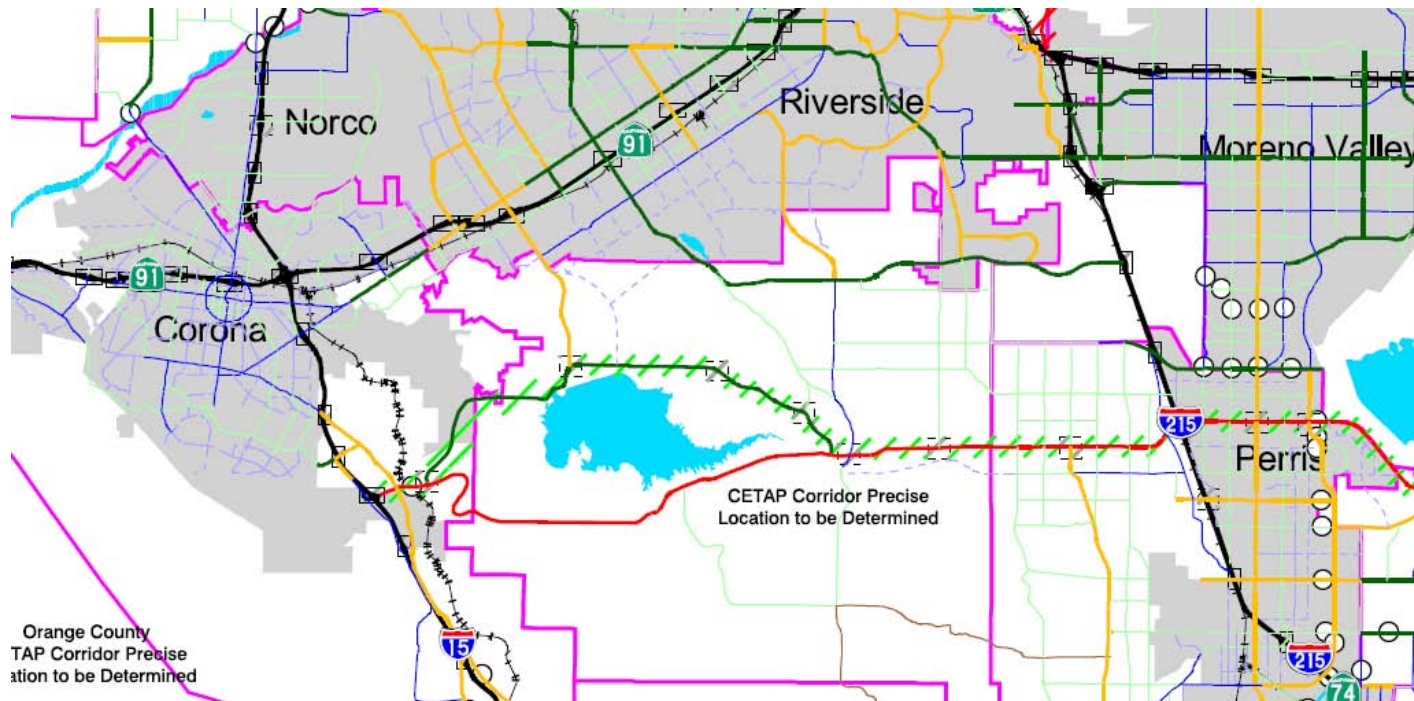 Norco
Riverside
91
Moreno Valley
91
Corona
215
Perris
CETAP Corridor Precise
Location to be Determined
Orange County
TAP Corridor Precise
ation to be Determined
15
215
74